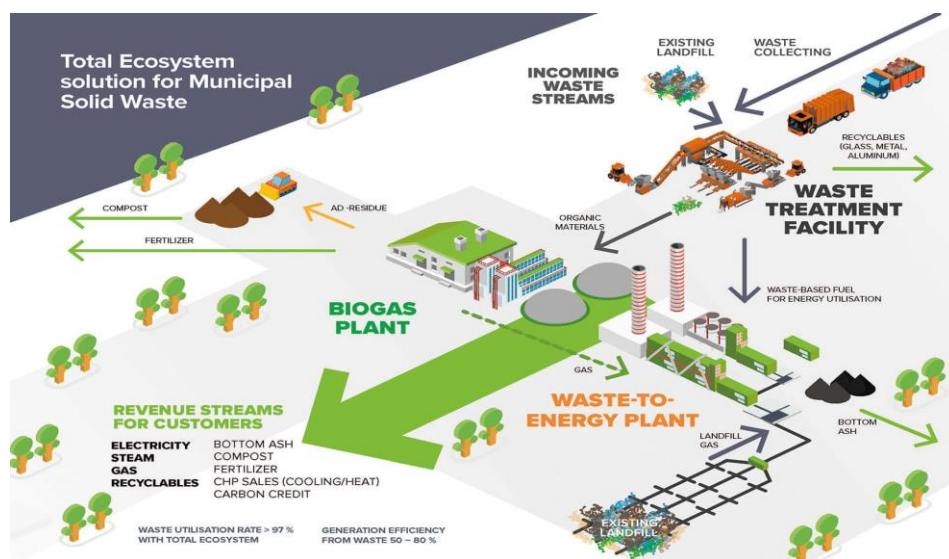 Total Ecosystem
solution for Municipal
Solid Waste
EXISTING
LANDFILL
WASTE
COLLECTING
INCOMING
WASTE
STREAMS
RECYCLABLES
(GLASS, METAL,
ALUMINUM)
WASTE
TREATMENT
FACILITY
COMPOST
AD -RESIDUE
ORGANIC
MATERIALS
FERTILIZER
WASTE-BASED FUEL
FOR ENERGY UTILISATION
BIOGAS
PLANT
GAS
WASTE-TO-
ENERGY PLANT
BOTTOM
ASH
LANDFILL
GAS
EXISTING
LANDFILL
REVENUE STREAMS
FOR CUSTOMERS
ELECTRICITY
STEAM
GAS
RECYCLABLES
BOTTOM ASH
COMPOST
FERTILIZER
CHP SALES (COOLING/HEAT)
CARBON CREDIT
WASTE UTILISATION RATE > 97 %
WITH TOTAL ECOSYSTEM
GENERATION EFFICIENCY
FROM WASTE 50 – 80 %